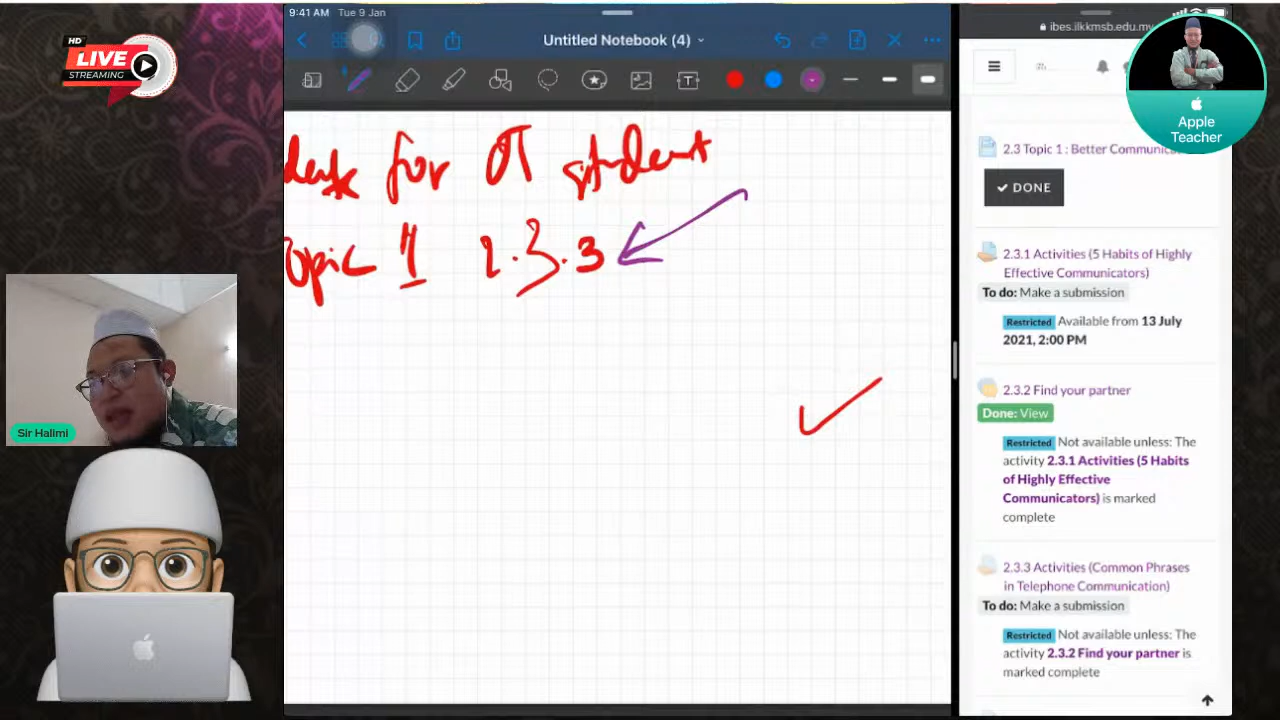 9:41 AM Tue 9 Jan
HD
LIVE
STREAMING
Untitled Notebook (4)
T
for OT student
Topic 1 2.3.3
Sir Halimi
ibes.ilkkmsb.edu.my
Apple
Teacher
2.3 Topic 1 : Better Communica
DONE
2.3.1 Activities (5 Habits of Highly
Effective Communicators)
To do: Make a submission
Restricted Available from 13 July
2021, 2:00 PM
2.3.2 Find your partner
Done: View
Restricted Not available unless: The
activity 2.3.1 Activities (5 Habits
of Highly Effective
Communicators) is marked
complete
2.3.3 Activities (Common Phrases
in Telephone Communication)
To do: Make a submission
Restricted Not available unless: The
activity 2.3.2 Find your partner is
marked complete